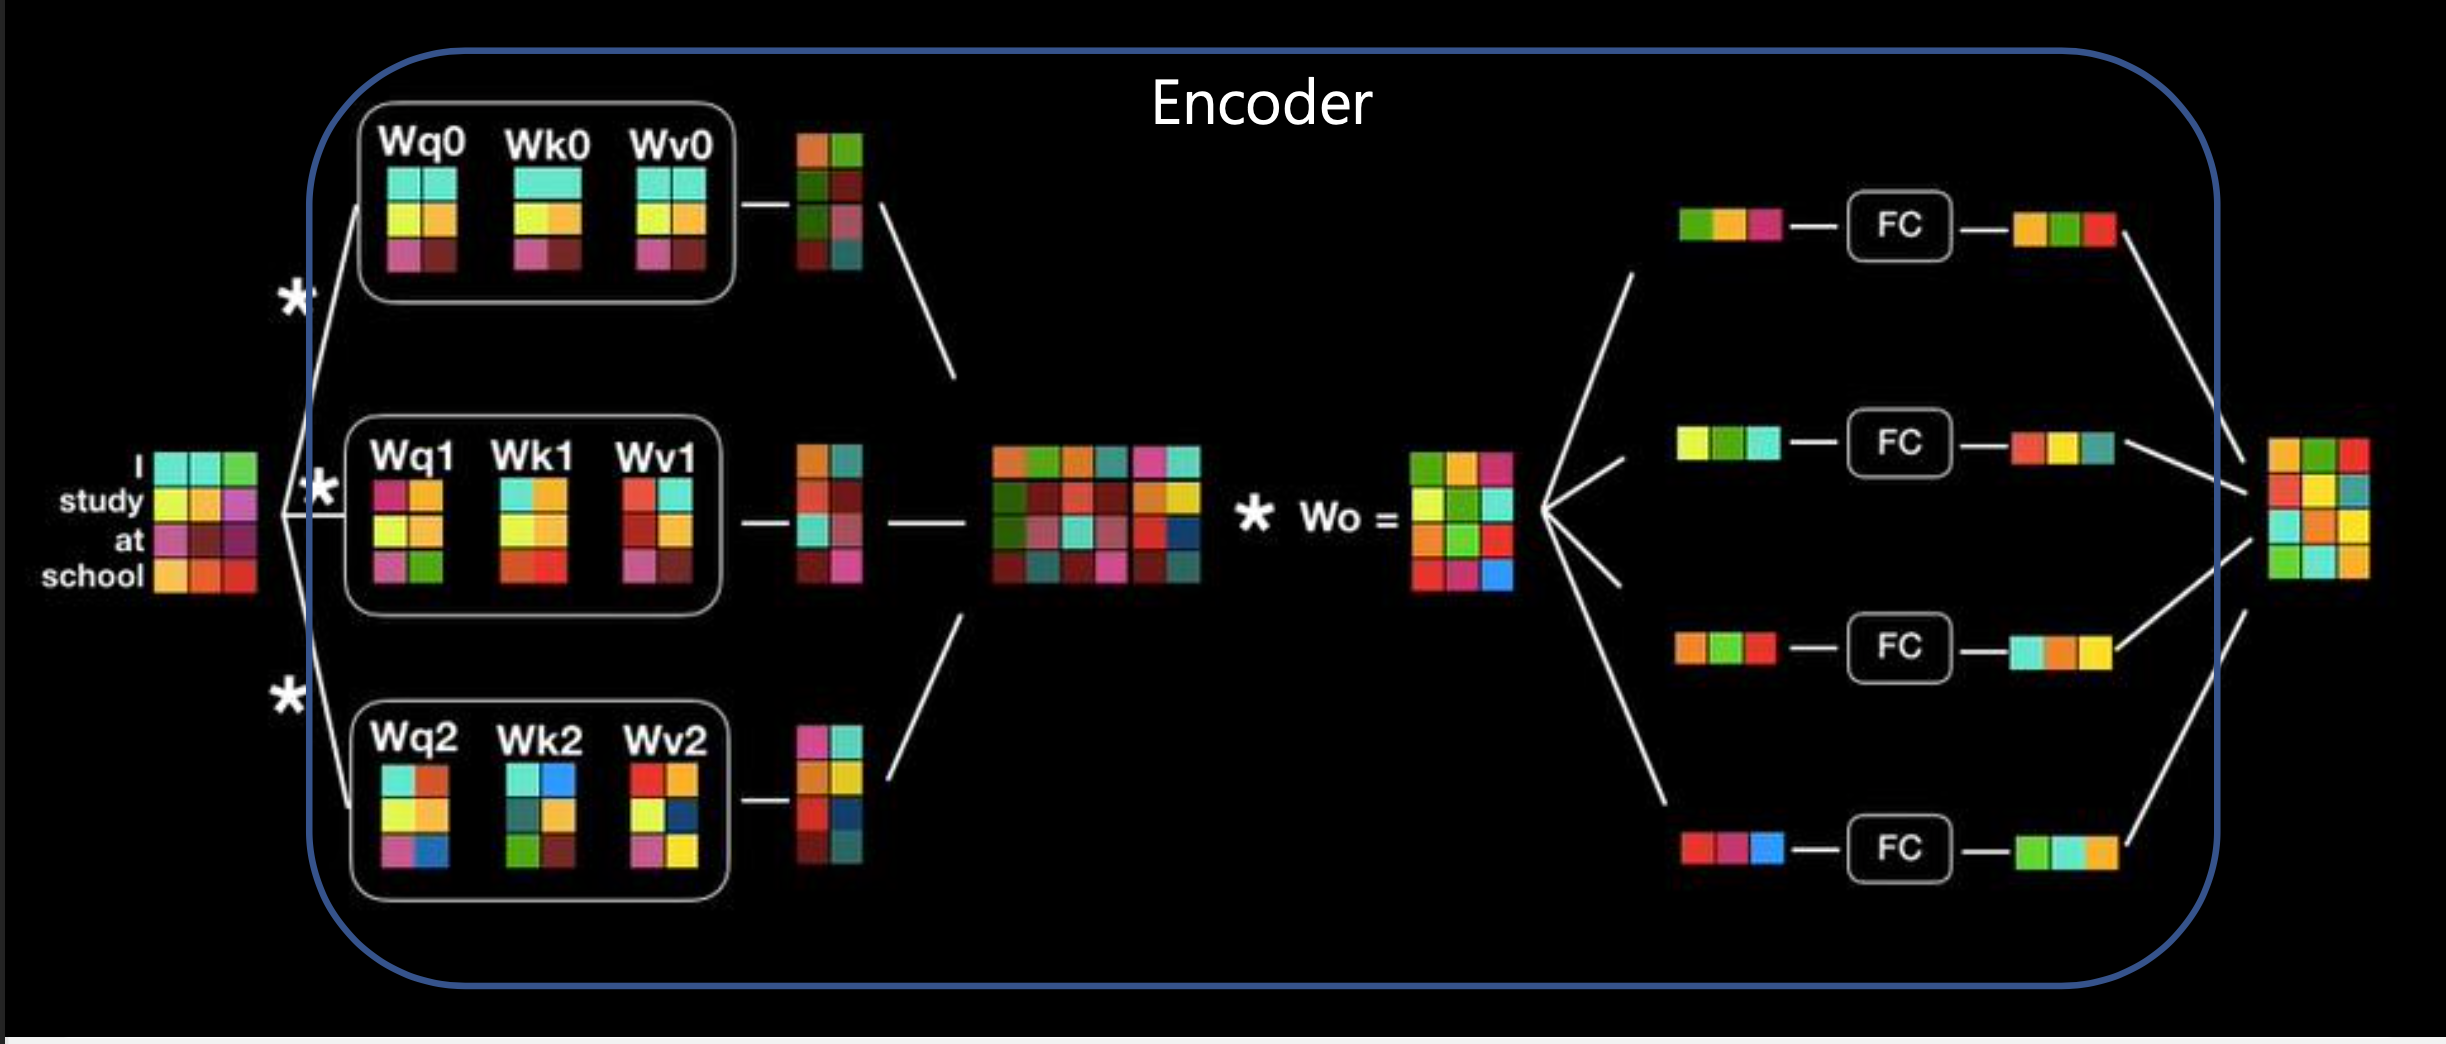 Encoder
Wq0 Wk0 Wv0
*
I
study
at
school
*
Wq1 Wk1 Wv1
* Wo =
*
Wq2 Wk2 Wv2
FC
FC
FC
FC